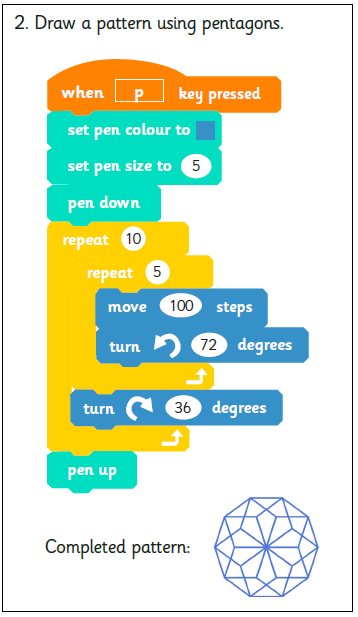 2. Draw a pattern using pentagons.
when p key pressed
set pen colour to
set pen size to 5
pen down
repeat 10
repeat 5
move 100 steps
turn 72 degrees
turn 36 degrees
pen up
Completed pattern: